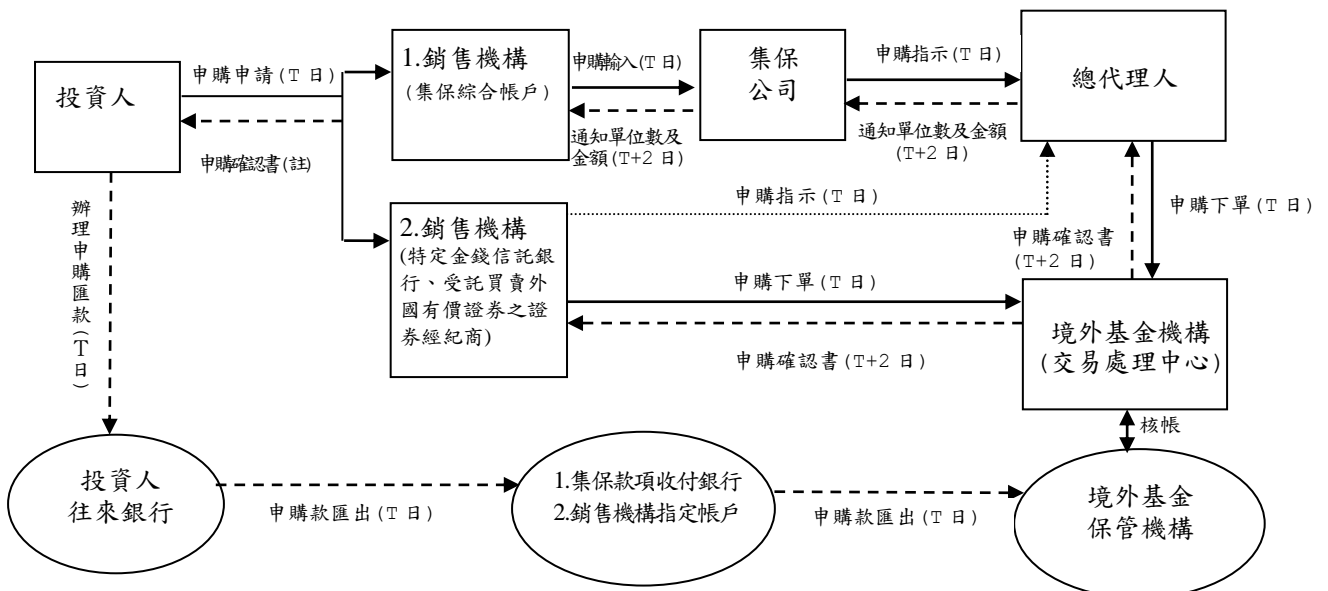 投資人
申購申請(T 日)
申購確認書(註)
1.銷售機構
(集保綜合帳戶)
申購輸入(T 日)
通知單位數及
金額(T+2 日)
集保
公司
申購指示(T 日)
通知單位數及金額
(T+2 日)
總代理人
辦理申購匯款(T日)
2.銷售機構
(特定金錢信託銀
行、受託買賣外
國有價證券之證
券經紀商)
申購指示(T 日)
申購下單(T 日)
申購確認書(T+2 日)
申購確認書
(T+2 日)
申購下單(T 日)
境外基金機構
(交易處理中心)
核帳
投資人
往來銀行
申購款匯出(T 日)
1.集保款項收付銀行
2.銷售機構指定帳戶
申購款匯出(T 日)
境外基金
保管機構